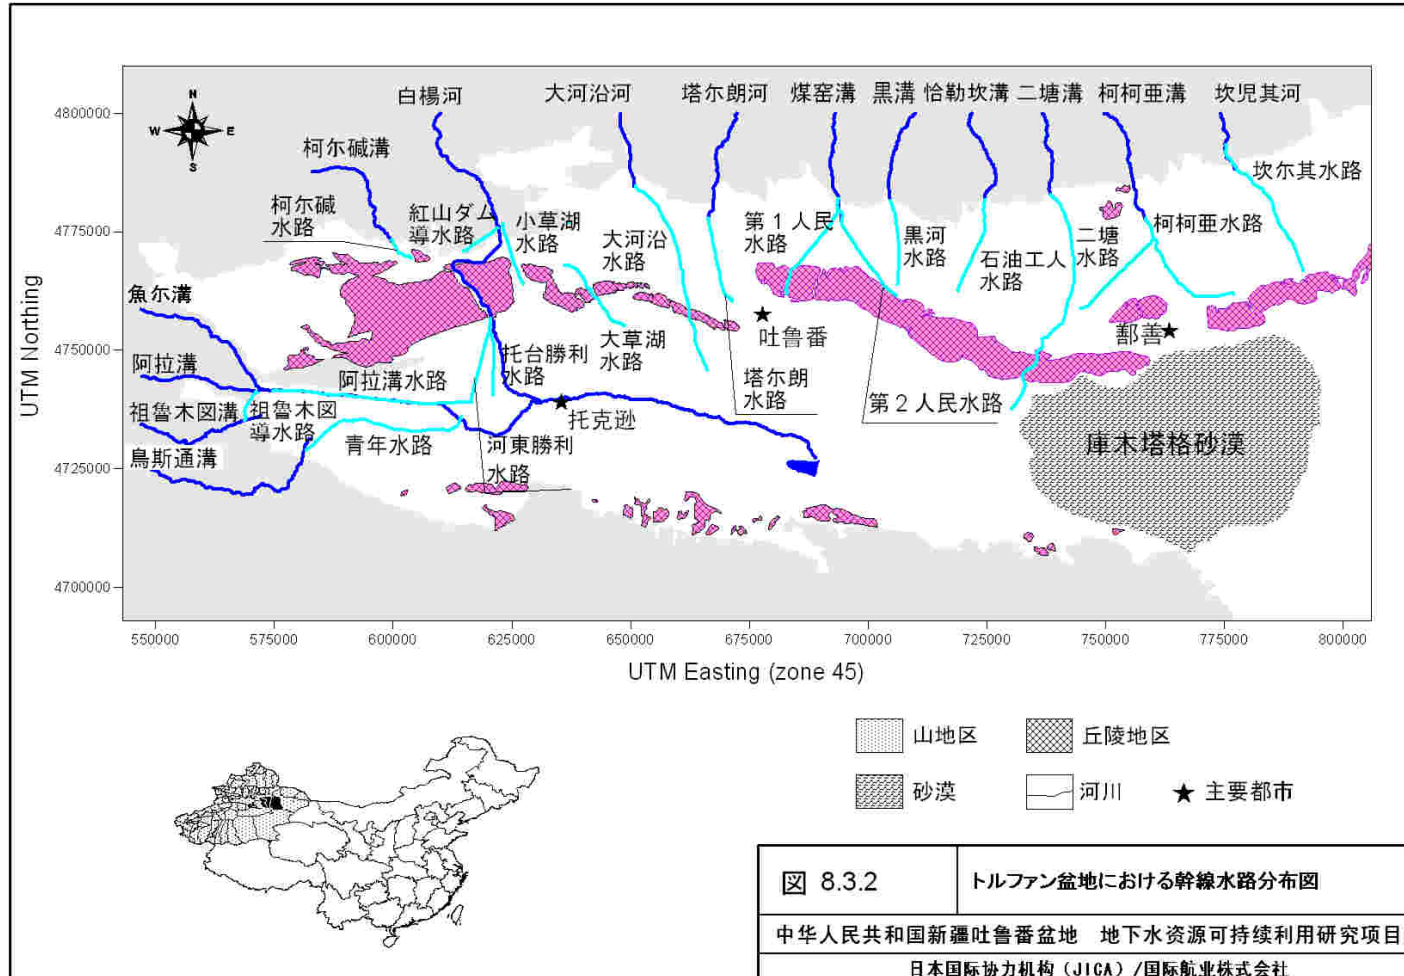 白楊河
大河沿河
塔尔朗河
煤窑溝
黒溝
恰勒坎溝
二塘溝
柯柯亜溝
坎児其河
N
W
E
S
柯尔碱溝
坎尔其水路
柯尔碱
水路
紅山ダム
導水路
小草湖
水路
大河沿
水路
第１人民
水路
黒河
水路
石油工人
水路
二塘
水路
柯柯亜水路
魚尓溝
吐鲁番
鄯善
大草湖
水路
阿拉溝
阿拉溝水路
托台勝利
水路
塔尔朗
水路
第２人民水路
祖魯木図溝
祖魯木図
導水路
青年水路
托克逊
河東勝利
水路
庫木塔格砂漠
鳥斯通溝
UTM Northing
4800000
4775000
4750000
4725000
4700000
550000
575000
600000
625000
650000
675000
700000
725000
750000
775000
800000
UTM Easting (zone 45)
山地区
丘陵地区
砂漠
河川
主要都市
図 8.3.2
トルファン盆地における幹線水路分布図
中华人民共和国新疆吐鲁番盆地　地下水资源可持续利用研究项目
日本国际协力机构（JICA）/国际航业株式会社